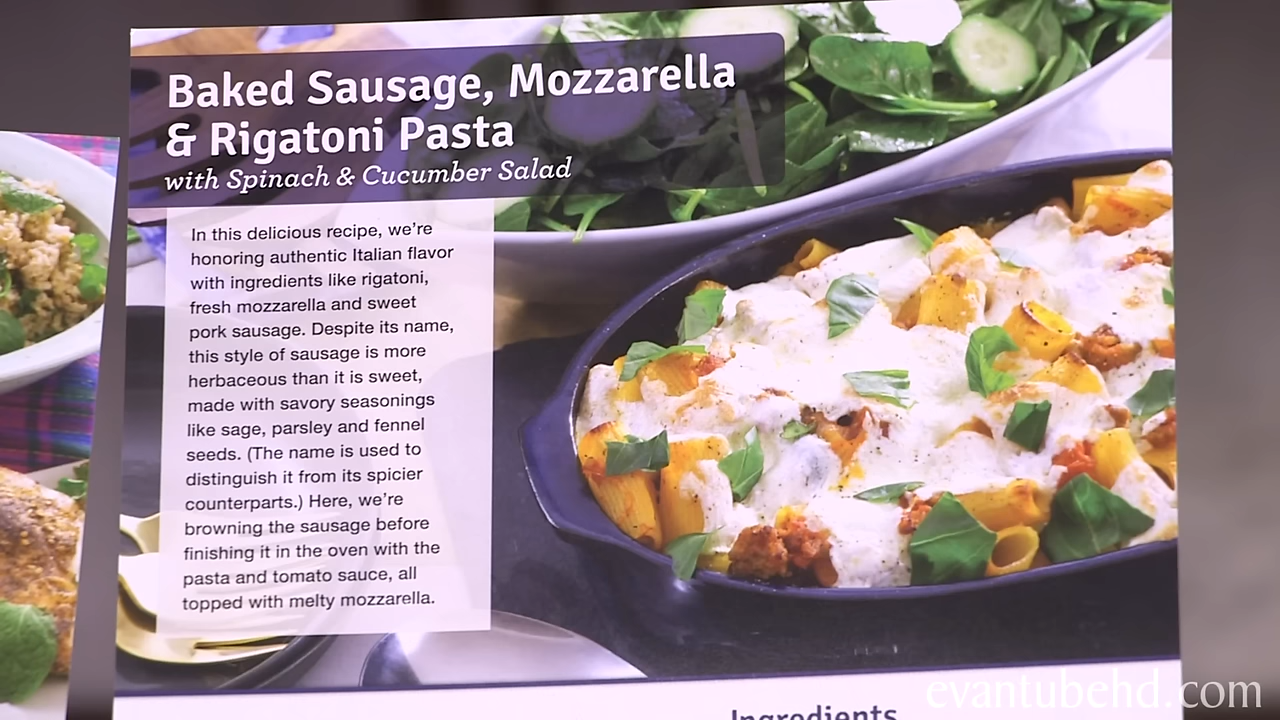 Baked Sausage, Mozzarella
& Rigatoni Pasta
with Spinach & Cucumber Salad
In this delicious recipe, we're
honoring authentic Italian flavor
with ingredients like rigatoni,
fresh mozzarella and sweet
pork sausage. Despite its name,
this style of sausage is more
herbaceous than it is sweet,
made with savory seasonings
like sage, parsley and fennel
seeds. (The name is used to
distinguish it from its spicier
counterparts.) Here, we're
browning the sausage before
finishing it in the oven with the
pasta and tomato sauce, all
topped with melty mozzarella.
Ingredients
evantubehd.com